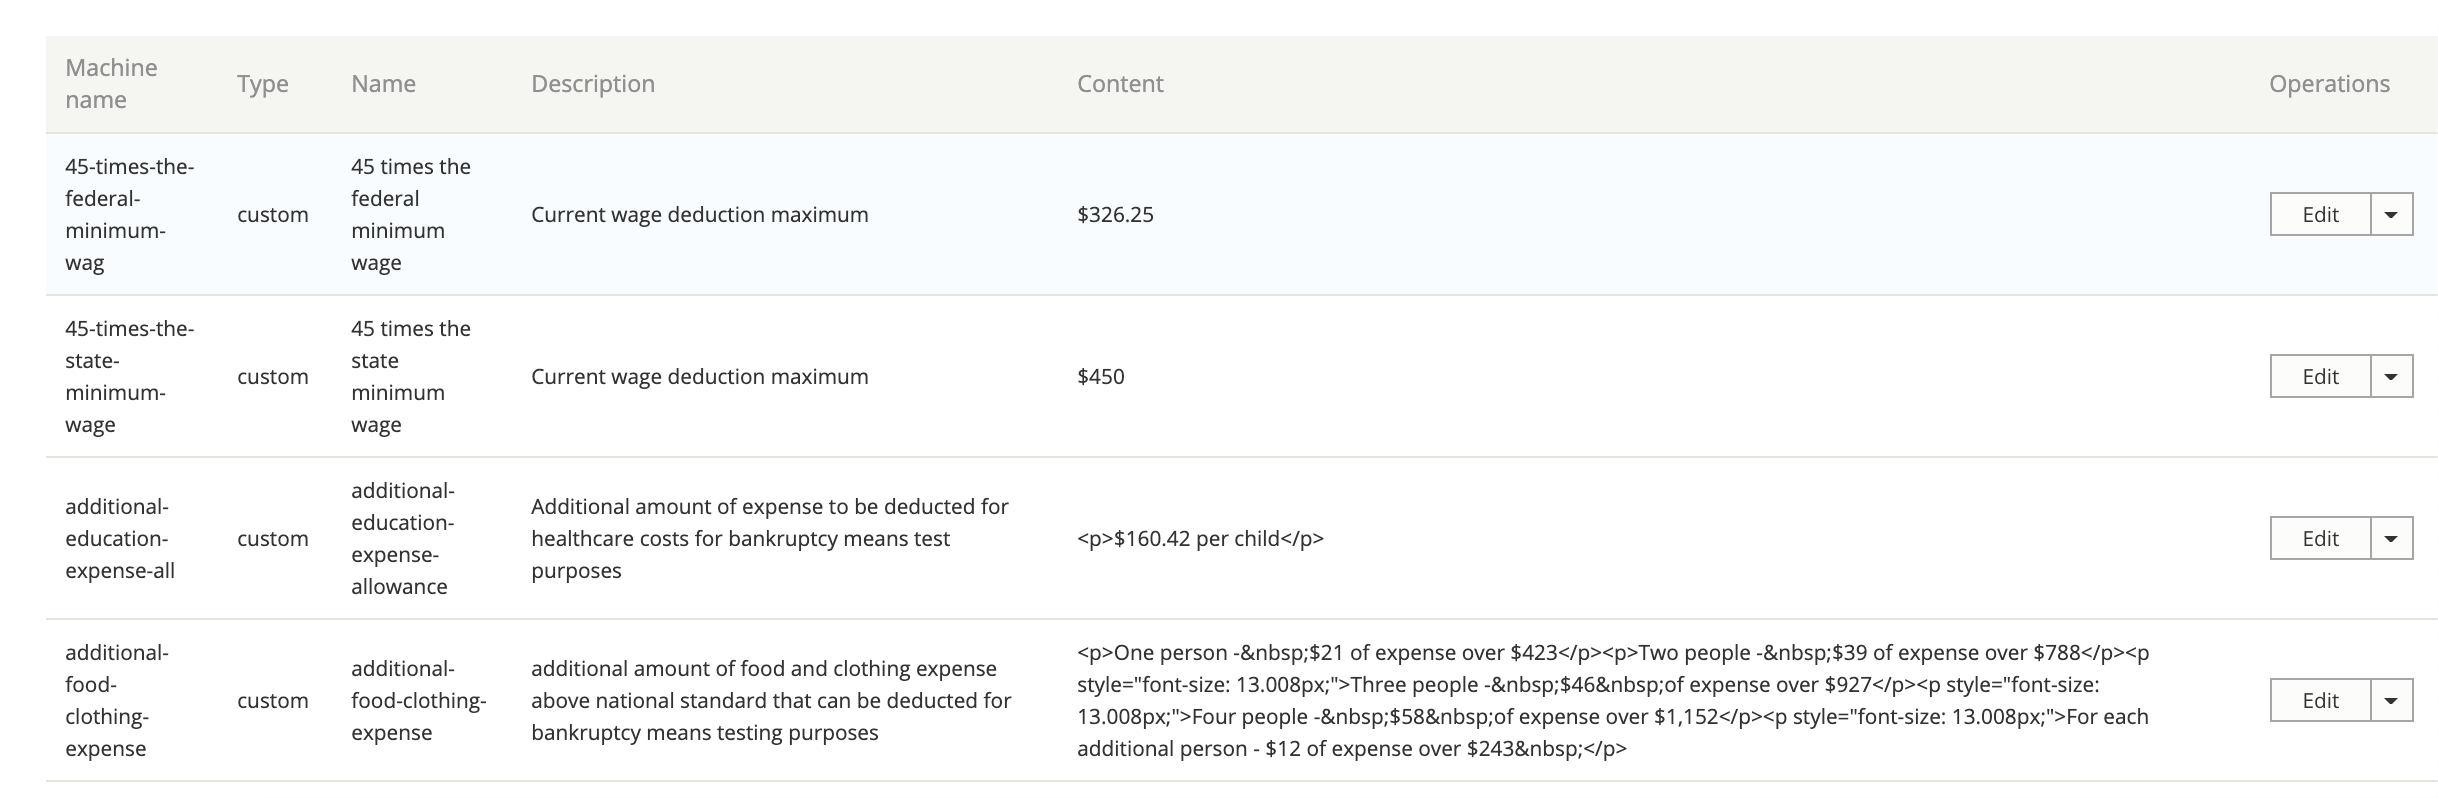 Machine name
Type
Name
Description
Content
Operations
45-times-the-
federal-
minimum-
wag
custom
45 times the
federal
minimum
wage
Current wage deduction maximum
$326.25
Edit
45-times-the-
state-
minimum-
wage
custom
45 times the
state
minimum
wage
Current wage deduction maximum
$450
Edit
additional-
education-
expense-all
custom
additional-
education-
expense-
allowance
Additional amount of expense to be deducted for
healthcare costs for bankruptcy means test
purposes
<p>$160.42 per child</p>
Edit
additional-
food-
clothing-
expense
custom
additional-
food-clothing-
expense
additional amount of food and clothing expense
above national standard that can be deducted for
bankruptcy means testing purposes
<p>One person -&nbsp;$21 of expense over $423</p><p>Two people -&nbsp;$39 of expense over $788</p><p
style="font-size: 13.008px;">Three people -&nbsp;$46&nbsp;of expense over $927</p><p style="font-size:
13.008px;">Four people -&nbsp;$58&nbsp;of expense over $1,152</p><p style="font-size: 13.008px;">For each
additional person - $12 of expense over $243&nbsp;</p>
Edit